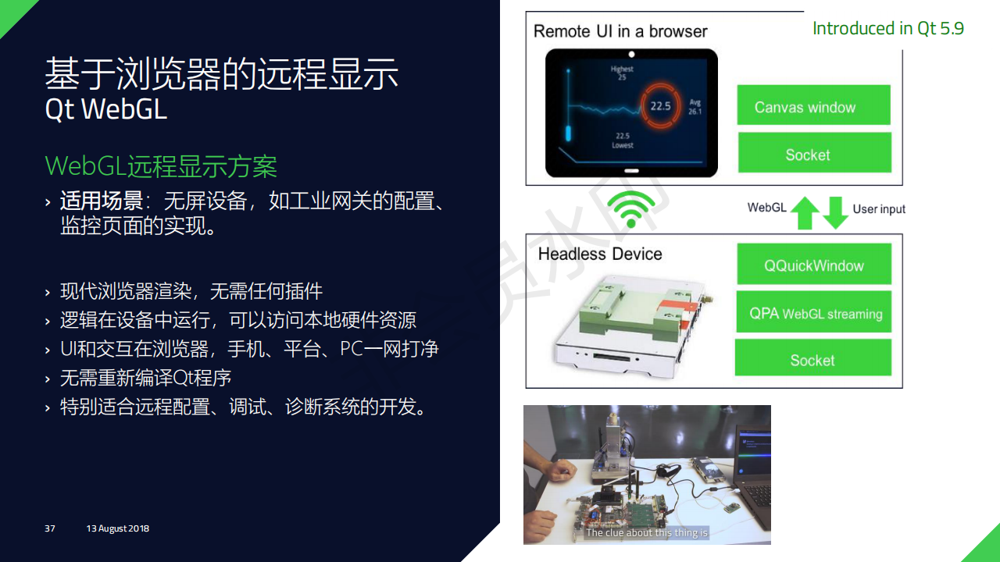 基于浏览器的远程显示
Qt WebGL
WebGL远程显示方案
› 适用场景：无屏设备，如工业网关的配置、
监控页面的实现。
› 现代浏览器渲染，无需任何插件
› 逻辑在设备中运行，可以访问本地硬件资源
› UI和交互在浏览器，手机、平台、PC一网打净
› 无需重新编译Qt程序
› 特别适合远程配置、调试、诊断系统的开发。
37
13 August 2018
Introduced in Qt 5.9
Remote UI in a browser
Highest
25
22.5
Avg
26.1
22.5
Lowest
Canvas window
Socket
WebGL
User input
Headless Device
QQuickWindow
QPA WebGL streaming
Socket
员水印
The clue about this thing is